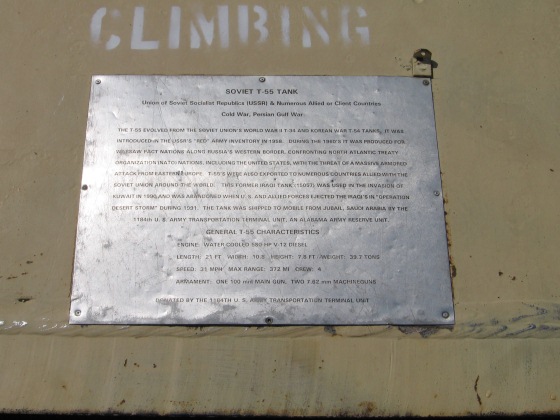 CLIMBING
SOVIET T-55 TANK
Union of Soviet Socialist Republics (USSR) & Numerous Allied or Client Countries
Cold War, Persian Gulf War
THE T-55 EVOLVED FROM THE SOVIET UNION'S WORLD WAR II T-34 AND KOREAN WAR T-54 TANKS. IT WAS
INTRODUCED IN THE USSR'S "RED" ARMY INVENTORY IN 1958. DURING THE 1960'S IT WAS PRODUCED FOR
WARSAW PACT NATIONS ALONG RUSSIA'S WESTERN BORDER, CONFRONTING NORTH ATLANTIC TREATY
ORGANIZATION (NATO) NATIONS, INCLUDING THE UNITED STATES, WITH THE THREAT OF A MASSIVE ARMORED
ATTACK FROM EASTERN EUROPE. T-55'S WERE ALSO EXPORTED TO NUMEROUS COUNTRIES ALLIED WITH THE
SOVIET UNION AROUND THE WORLD. THIS FORMER IRAQI TANK WAS USED IN THE INVASION OF
KUWAIT IN 1990 AND WAS ABANDONED WHEN U. S. AND ALLIED FORCES EJECTED THE IRAQI'S IN "OPERATION
DESERT STORM" DURING 1991. THE TANK WAS SHIPPED TO MOBILE FROM JUBAIL, SAUDI ARABIA BY THE
1184th U. S. ARMY TRANSPORTATION TERMINAL UNIT, AN ALABAMA ARMY RESERVE UNIT.
GENERAL T-55 CHARACTERISTICS
ENGINE: WATER COOLED 580 HP V-12 DIESEL
LENGTH: 21 FT WIDTH: 10.8 HEIGHT: 7.8 FT WEIGHT: 39.7 TONS
SPEED: 31 MPH MAX RANGE: 372 MI CREW: 4
ARMAMENT: ONE 100 mm MAIN GUN, TWO 7.62 mm MACHINEGUNS
DONATED BY THE 1184TH U. S. ARMY TRANSPORTATION TERMINAL UNIT